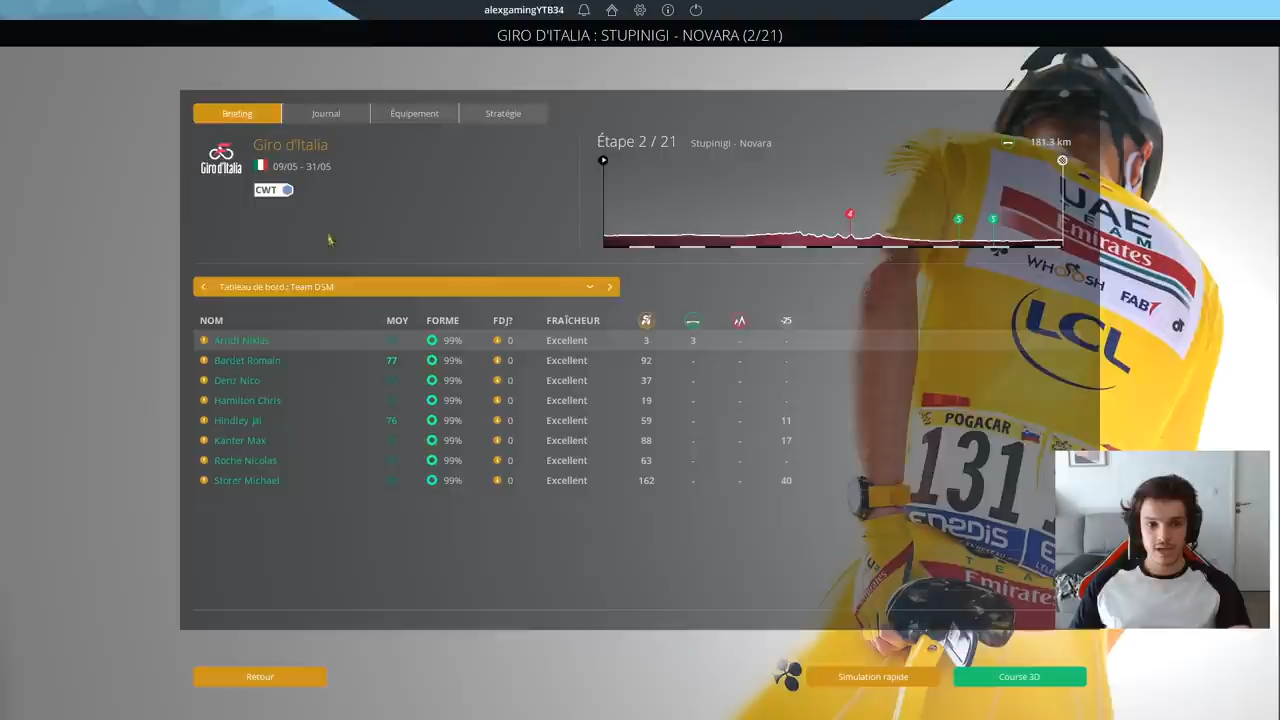 alexgamingYTB34
GIRO D'ITALIA : STUPINIGI - NOVARA (2/21)
Briefing
Journal
Équipement
Stratégie
Giro d'Italia
Giro d'Italia
09/05 - 31/05
CWT
Étape 2 / 21
Stupinigi - Novara
181.3 km
4
S
S
Tableau de bord : Team DSM
NOM MOY FORME FDJ? FRAÎCHEUR -25
Arndt Niklas 99% 0 Excellent 3 3 - -
Bardet Romain 77 99% 0 Excellent 92 - - -
Denz Nico 99% 0 Excellent 37 - - -
Hamilton Chris 99% 0 Excellent 19 - - -
Hindley Jai 76 99% 0 Excellent 59 - - 11
Kanter Max 99% 0 Excellent 88 - - 17
Roche Nicolas 99% 0 Excellent 63 - - -
Storer Michael 99% 0 Excellent 162 - - 40
UAE
TEAM
Emirates
WHOOSH
FAB
LCL
POGACAR
131
enedis
TEA
Emirates
Retour
Simulation rapide
Course 3D